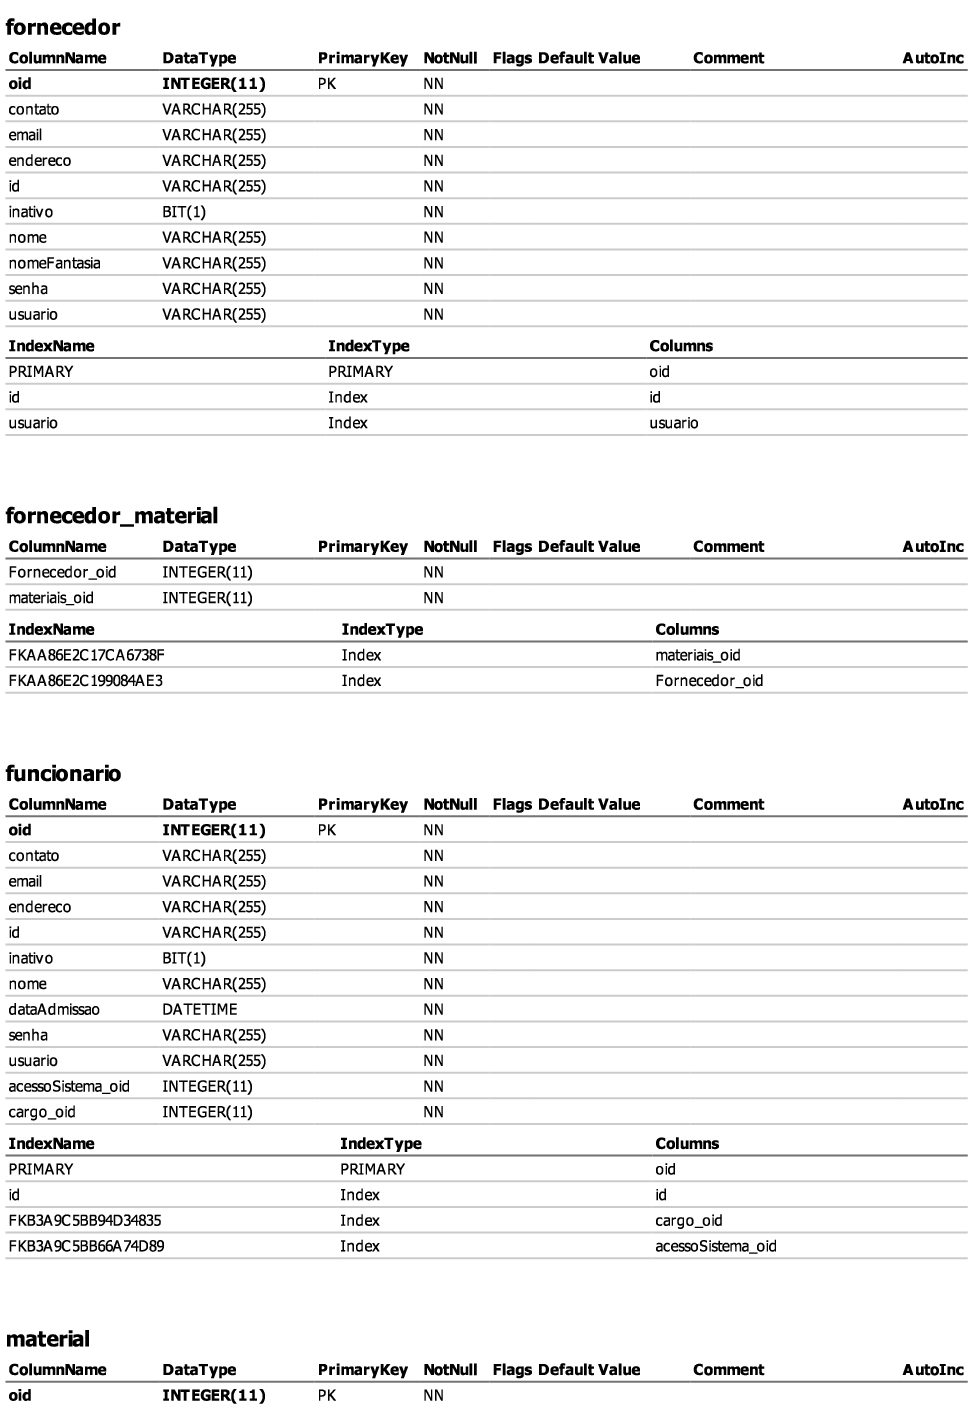 fornecedor
ColumnName DataType PrimaryKey NotNull Flags Default Value Comment AutoInc
oid INTEGER(11) PK NN
contato VARCHAR(255) NN
email VARCHAR(255) NN
endereco VARCHAR(255) NN
id VARCHAR(255) NN
inativo BIT(1) NN
nome VARCHAR(255) NN
nomeFantasia VARCHAR(255) NN
senha VARCHAR(255) NN
usuario VARCHAR(255) NN
IndexName IndexType Columns
PRIMARY PRIMARY oid
id Index id
usuario Index usuario
fornecedor_material
ColumnName DataType PrimaryKey NotNull Flags Default Value Comment AutoInc
Fornecedor_oid INTEGER(11) NN
materiais_oid INTEGER(11) NN
IndexName IndexType Columns
FKAA86E2C17CA6738F Index materiais_oid
FKAA86E2C199084AE3 Index Fornecedor_oid
funcionario
ColumnName DataType PrimaryKey NotNull Flags Default Value Comment AutoInc
oid INTEGER(11) PK NN
contato VARCHAR(255) NN
email VARCHAR(255) NN
endereco VARCHAR(255) NN
id VARCHAR(255) NN
inativo BIT(1) NN
nome VARCHAR(255) NN
dataAdmissao DATETIME NN
senha VARCHAR(255) NN
usuario VARCHAR(255) NN
acessoSistema_oid INTEGER(11) NN
cargo_oid INTEGER(11) NN
IndexName IndexType Columns
PRIMARY PRIMARY oid
id Index id
FKB3A9C5BB94D34835 Index cargo_oid
FKB3A9C5BB66A74D89 Index acessoSistema_oid
material
ColumnName DataType PrimaryKey NotNull Flags Default Value Comment AutoInc
oid INTEGER(11) PK NN